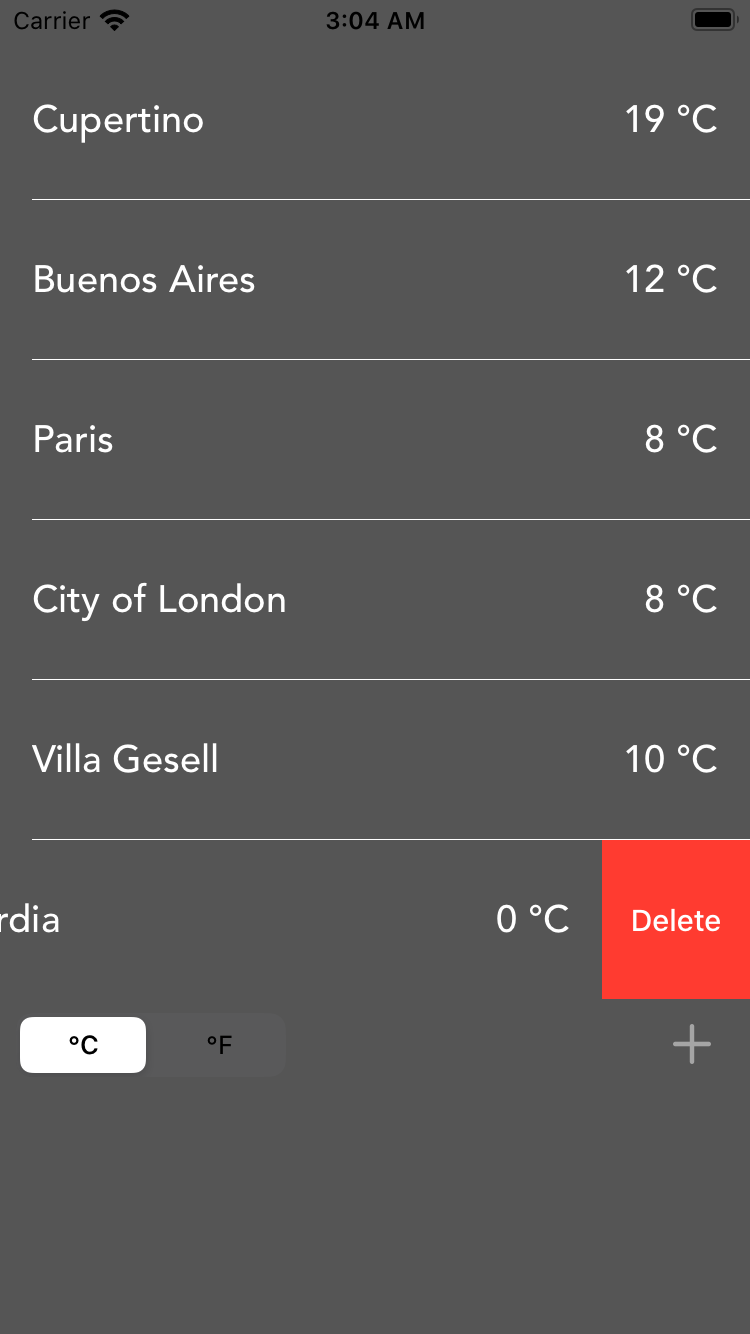 Carrier 3:04 AM
Cupertino 19 °C
Buenos Aires 12 °C
Paris 8 °C
City of London 8 °C
Villa Gesell 10 °C
rdia 0 °C Delete
°C °F